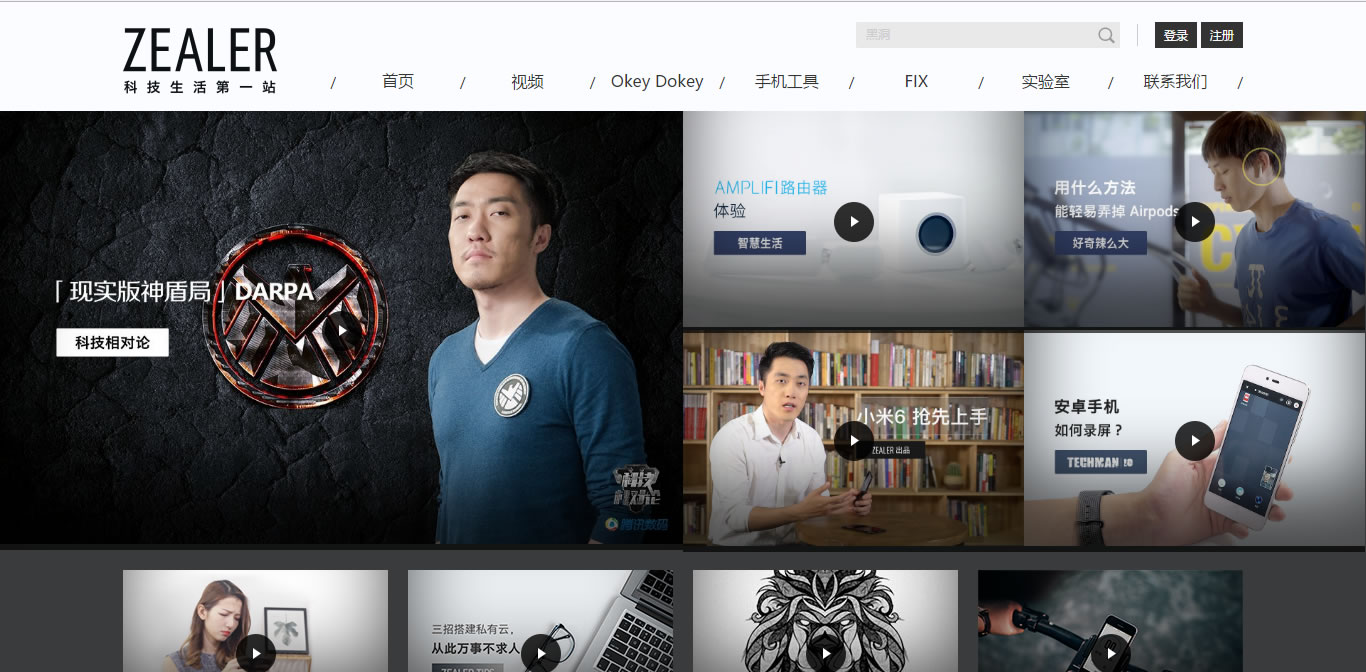 ZEALER
科技生活第一站
黑洞
登录 注册
/ 首页 / 视频 / Okey Dokey / 手机工具 / FIX / 实验室 / 联系我们 /
「现实版神盾局」DARPA
科技相对论
科技
相对论
腾讯数码
AMPLIFI路由器
体验
智慧生活
用什么方法
能轻易弄掉 Airpods
好奇辣么大
小米6 抢先上手
ZEALER 出品
安卓手机
如何录屏？
TECHMAN
三招搭建私有云，
从此万事不求人
ZEALER TIPS